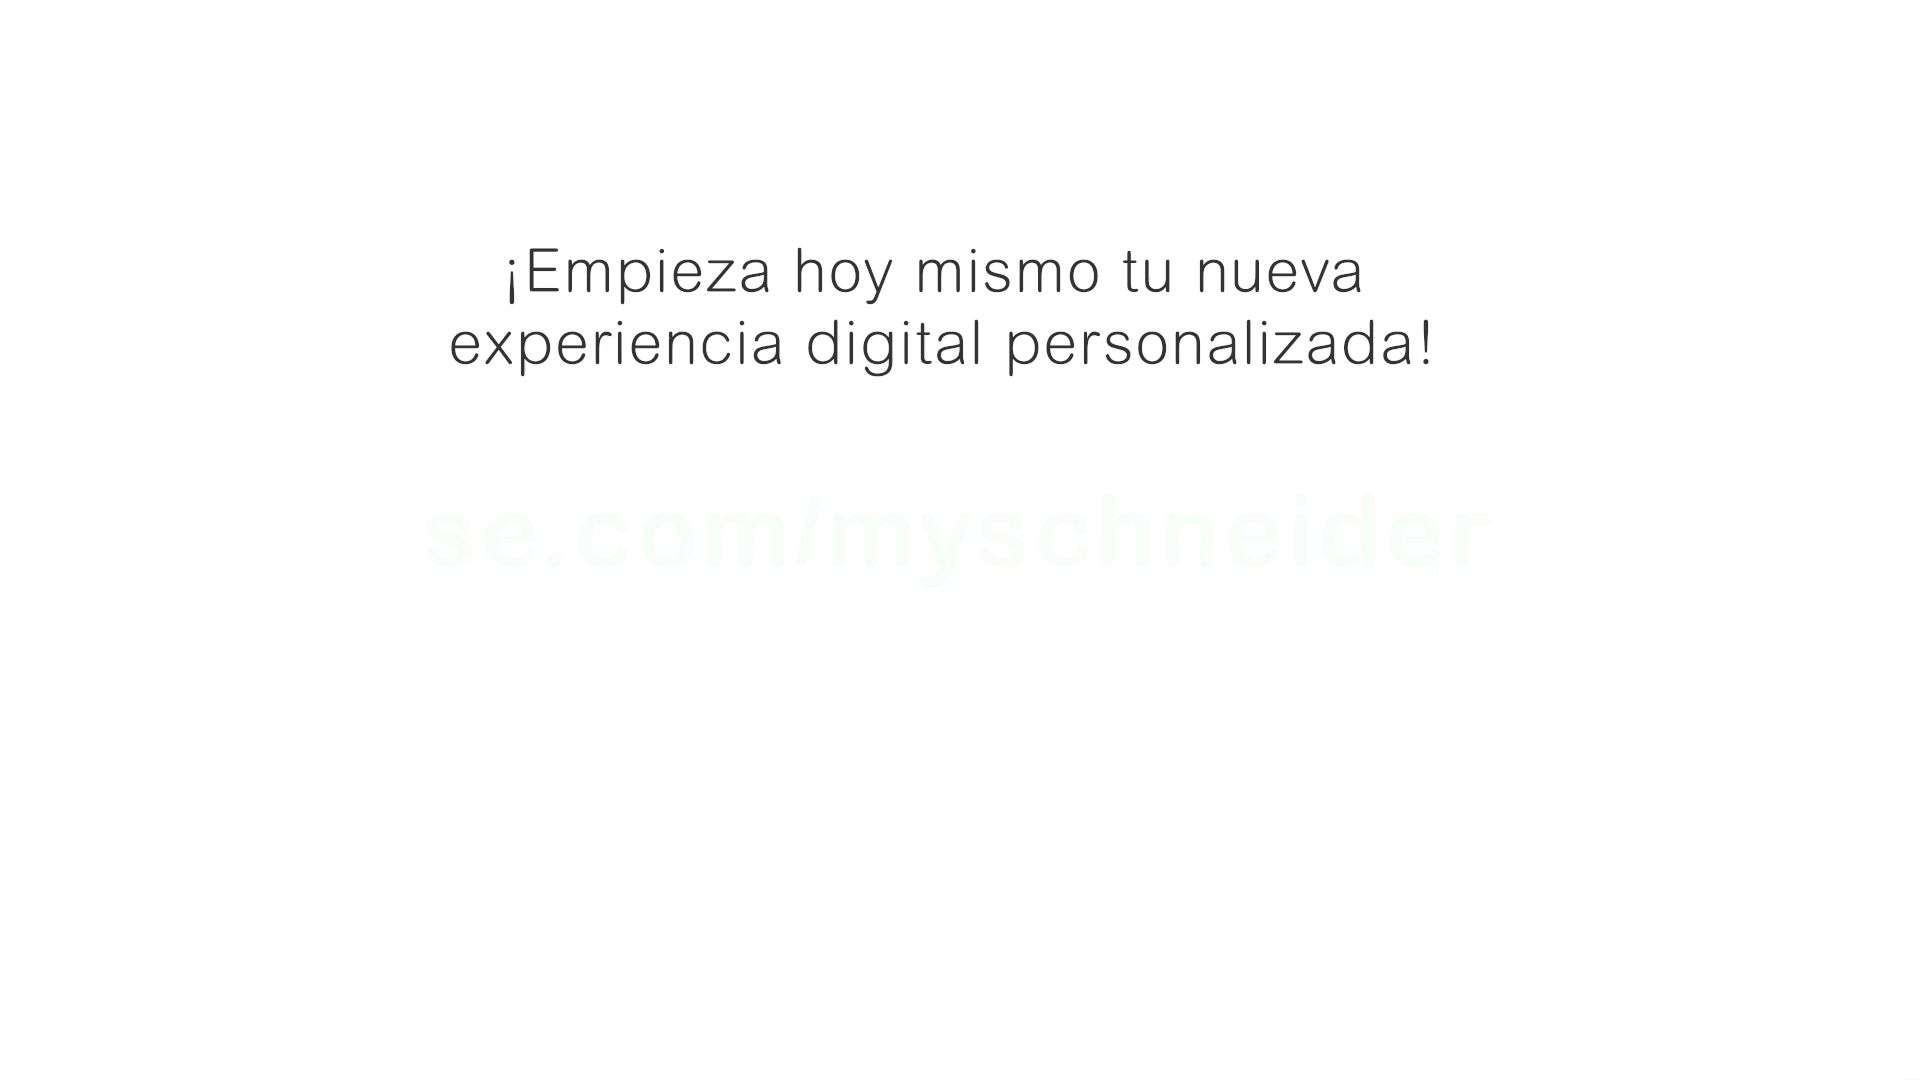 ¡Empieza hoy mismo tu nueva
experiencia digital personalizada!
se.com/myschneider